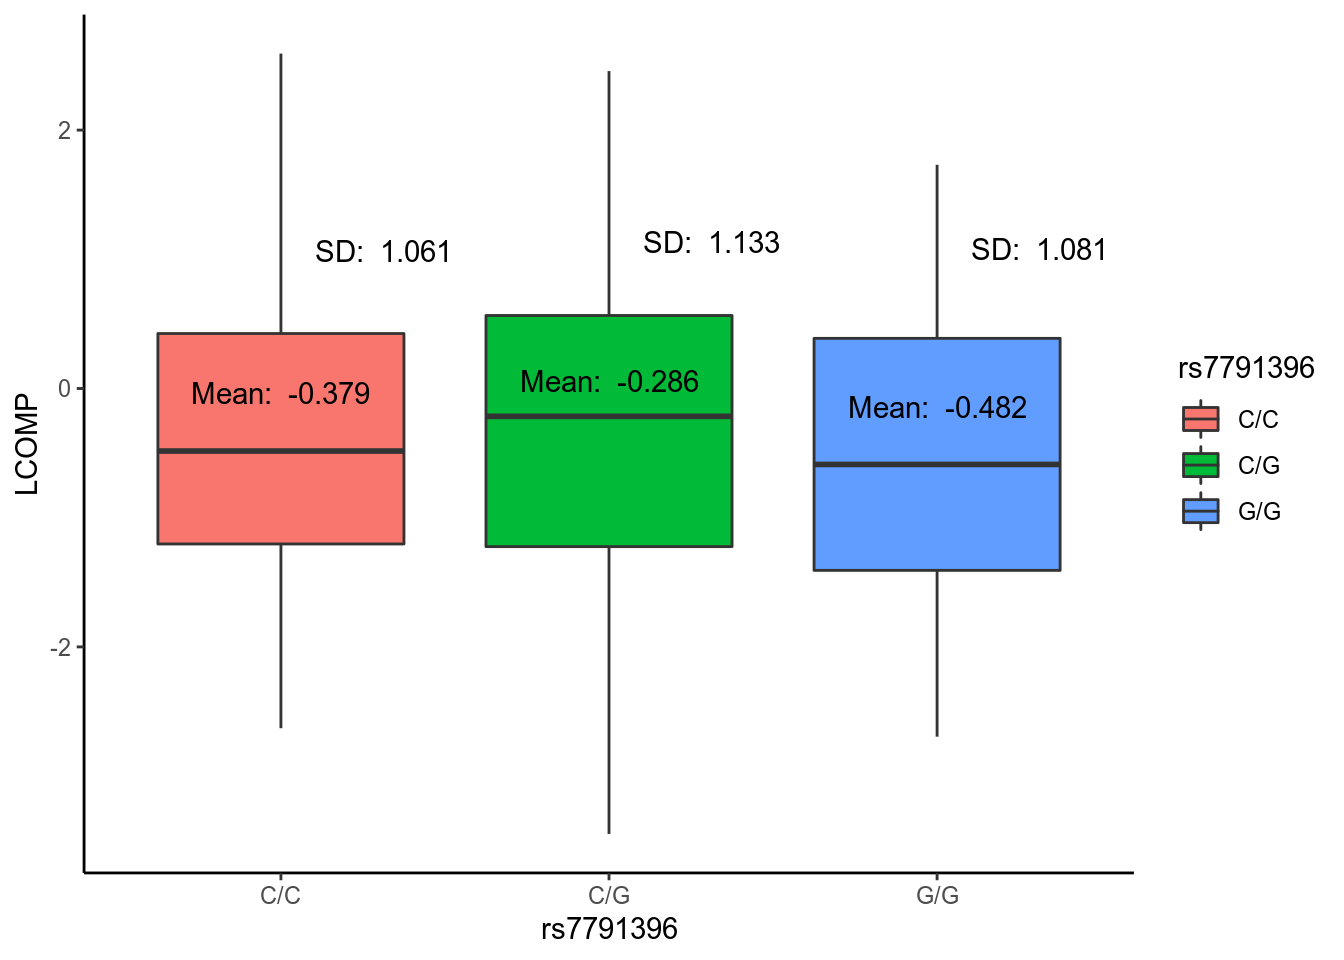 LCOMP
2
0
-2
SD:  1.061
SD:  1.133
SD:  1.081
Mean:  -0.379
Mean:  -0.286
Mean:  -0.482
C/C
C/G
G/G
rs7791396
rs7791396
C/C
C/G
G/G